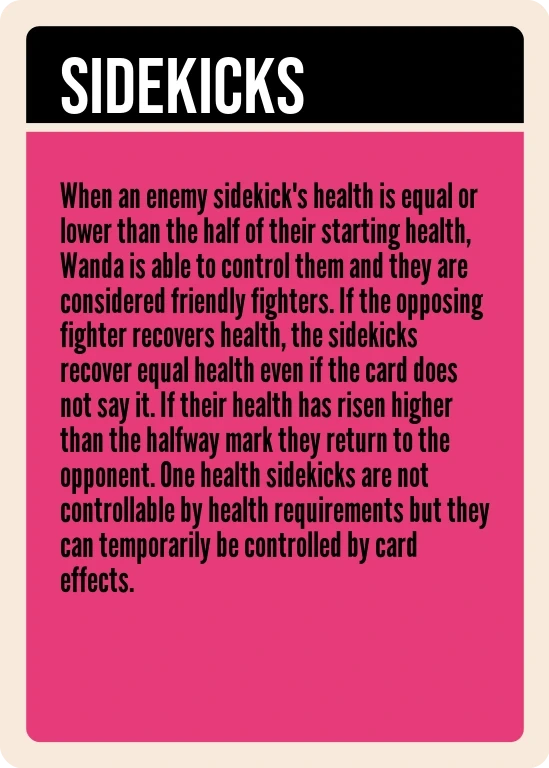 SIDEKICKS
When an enemy sidekick's health is equal or
lower than the half of their starting health,
Wanda is able to control them and they are
considered friendly fighters. If the opposing
fighter recovers health, the sidekicks
recover equal health even if the card does
not say it. If their health has risen higher
than the halfway mark they return to the
opponent. One health sidekicks are not
controllable by health requirements but they
can temporarily be controlled by card
effects.